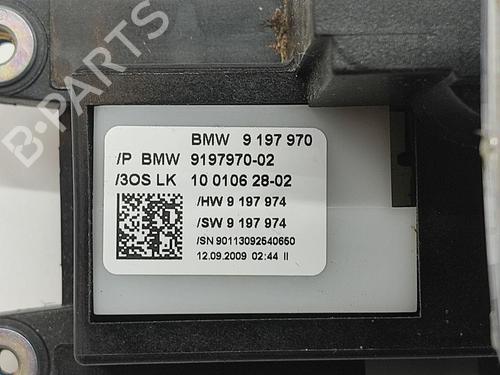 BMW 9 197 970
/P BMW 9197970-02
/3OS LK 10 0106 28-02
/HW 9 197 974
/SW 9 197 974
/SN 90113092640650
12.09.2009 02:44 II
B-PARTS